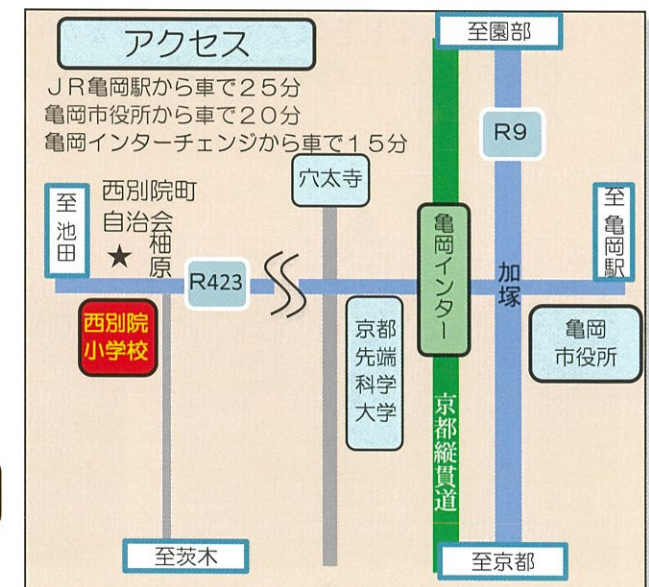 アクセス
ＪＲ亀岡駅から車で２５分
亀岡市役所から車で２０分
亀岡インターチェンジから車で１５分
至園部
R9
穴太寺
至
池田
西別院町
自治会
★
柚原
R423
亀岡インター
加塚
至
亀岡駅
西別院
小学校
京都
先端
科学
大学
亀岡
市役所
京都縦貫道
至茨木
至京都